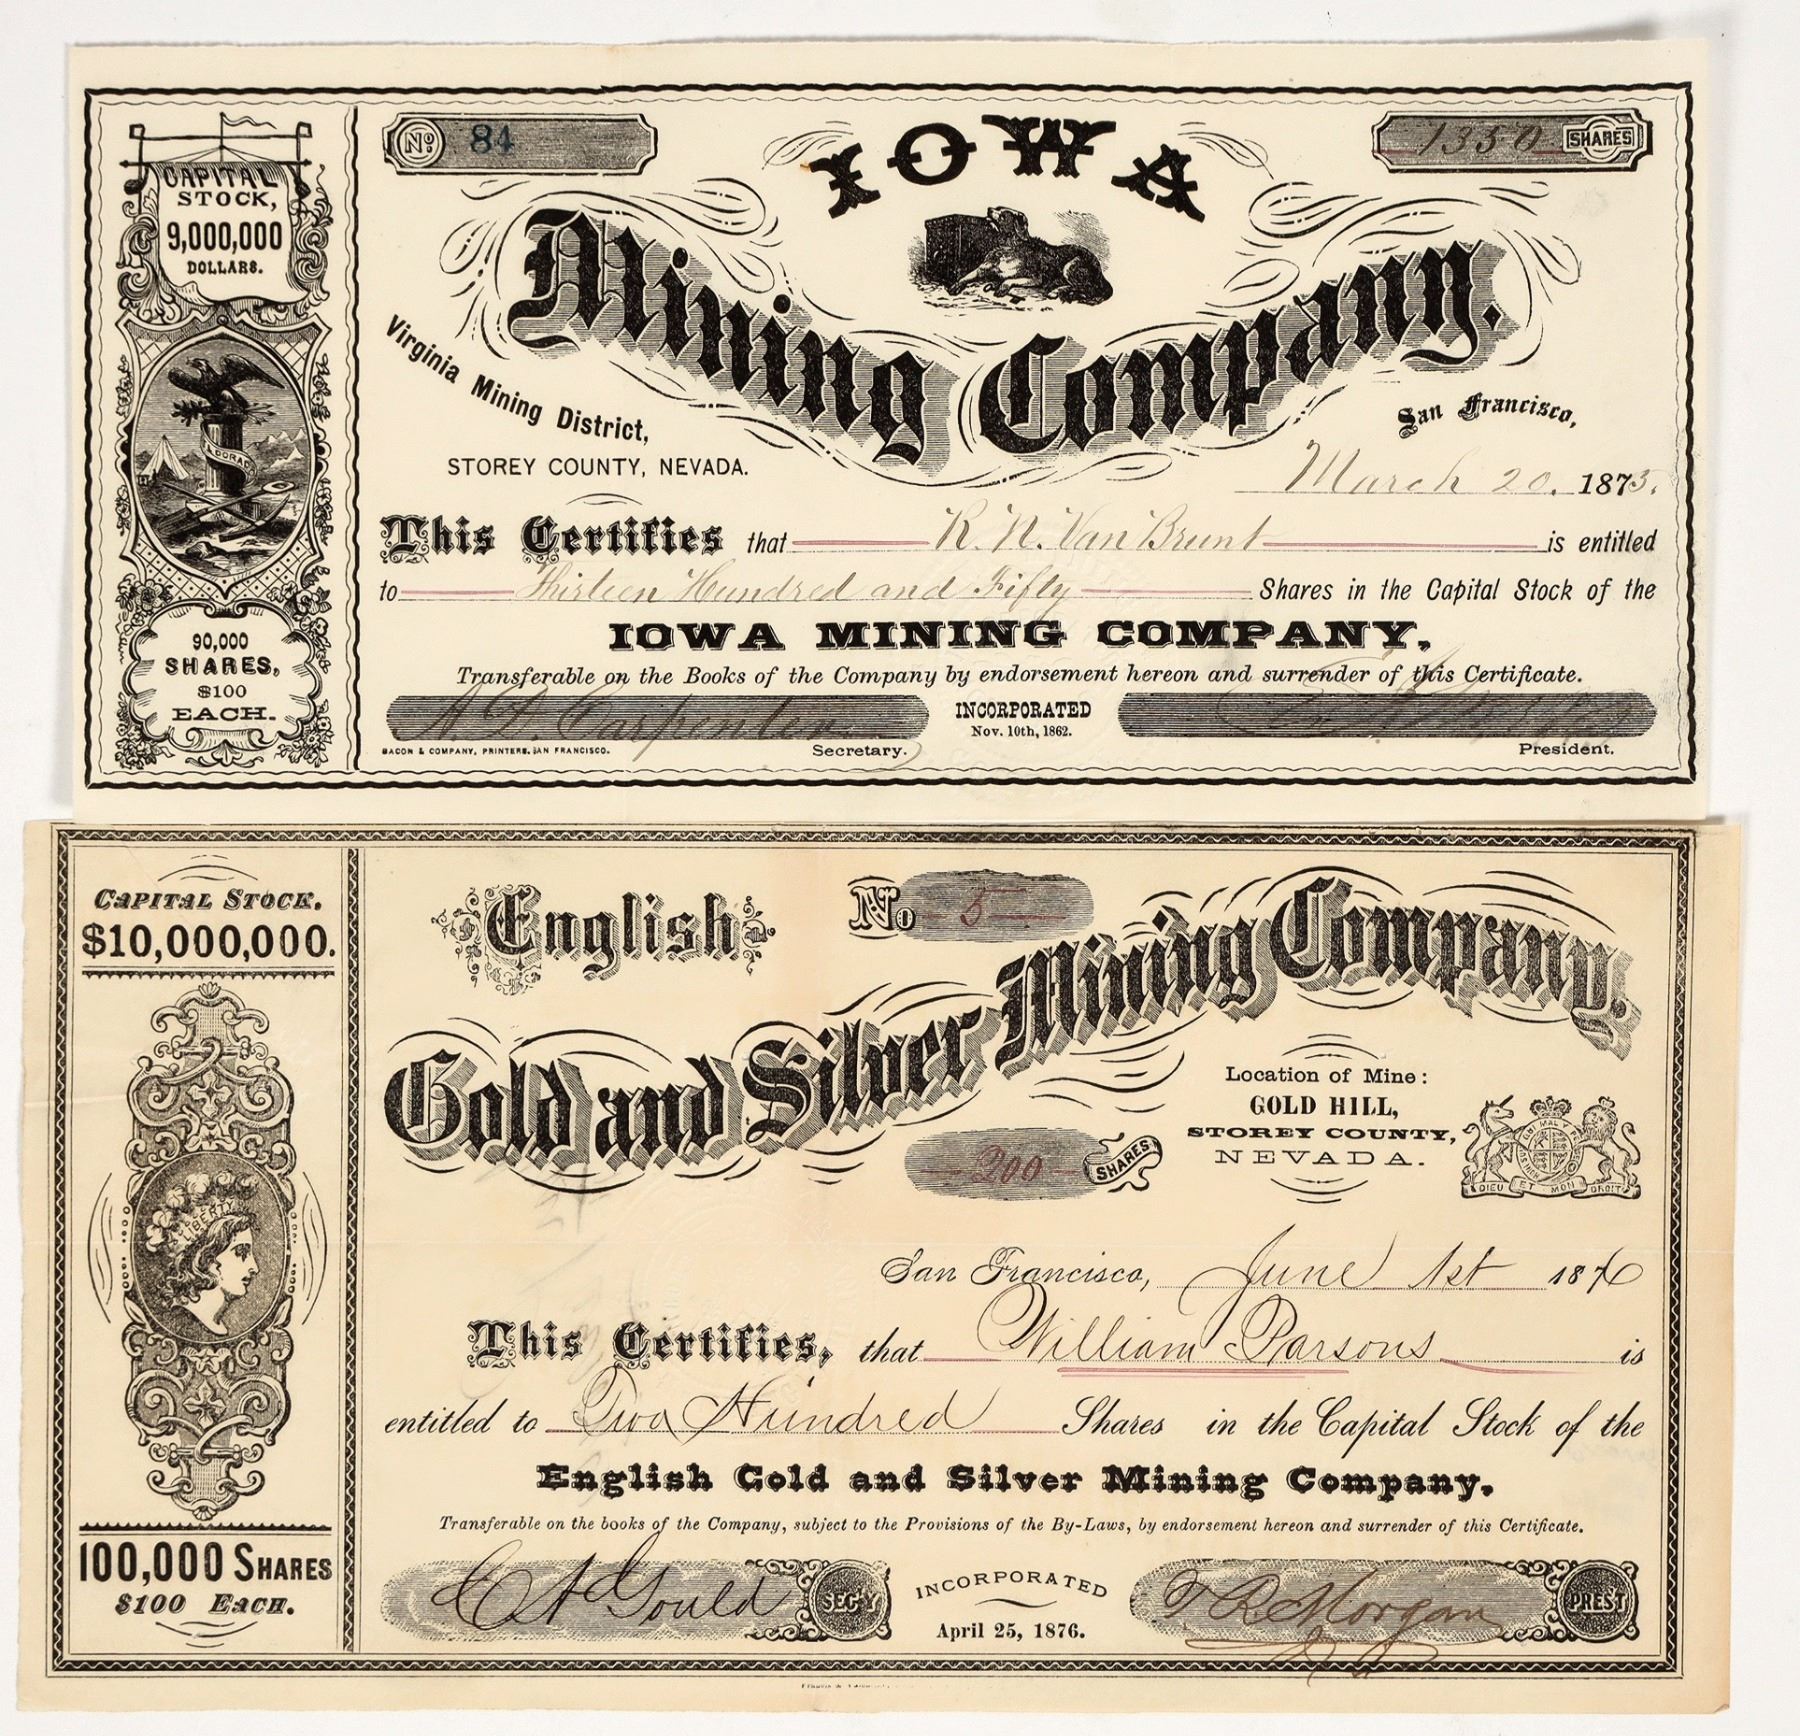 No. 84
1350 SHARES
IOWA
Mining Company.
Virginia Mining District,
STOREY COUNTY, NEVADA.
San Francisco,
March 20. 1875.
CAPITAL
STOCK,
9,000,000
DOLLARS.
90,000
SHARES,
$100
EACH.
This Certifies that R. N. Van Brunt is entitled
to Thirteen Hundred and Fifty Shares in the Capital Stock of the
IOWA MINING COMPANY,
Transferable on the Books of the Company by endorsement hereon and surrender of this Certificate.
Carpenter
INCORPORATED
Nov. 10th, 1862.
BACON & COMPANY, PRINTERS, SAN FRANCISCO.
Secretary.
President.
CAPITAL STOCK.
$10,000,000.
LIBERTY
100,000 SHARES
$100 EACH.
English
No 5
Gold and Silver Mining Company.
200 SHARES
Location of Mine:
GOLD HILL,
STOREY COUNTY,
NEVADA.
DIEU ET MON DROIT
San Francisco, June 1st 1876
This Certifies, that William Parsons is
entitled to Two Hundred Shares in the Capital Stock of the
English Gold and Silver Mining Company.
Transferable on the books of the Company, subject to the Provisions of the By-Laws, by endorsement hereon and surrender of this Certificate.
C A Gould SEC'Y
INCORPORATED
April 25, 1876.
R Morgan PREST